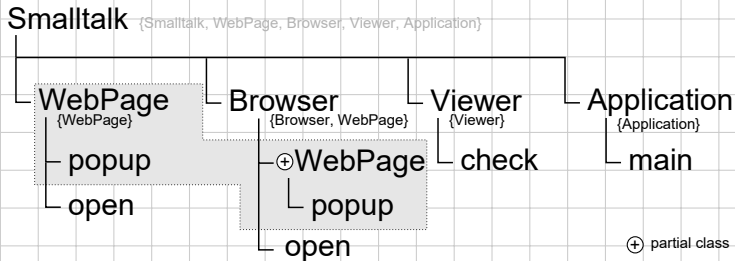 Smalltalk {Smalltalk, WebPage, Browser, Viewer, Application}
WebPage Browser Viewer Application
{WebPage} {Browser, WebPage} {Viewer} {Application}
popup ⊕WebPage check main
open popup
open ⊕ partial class